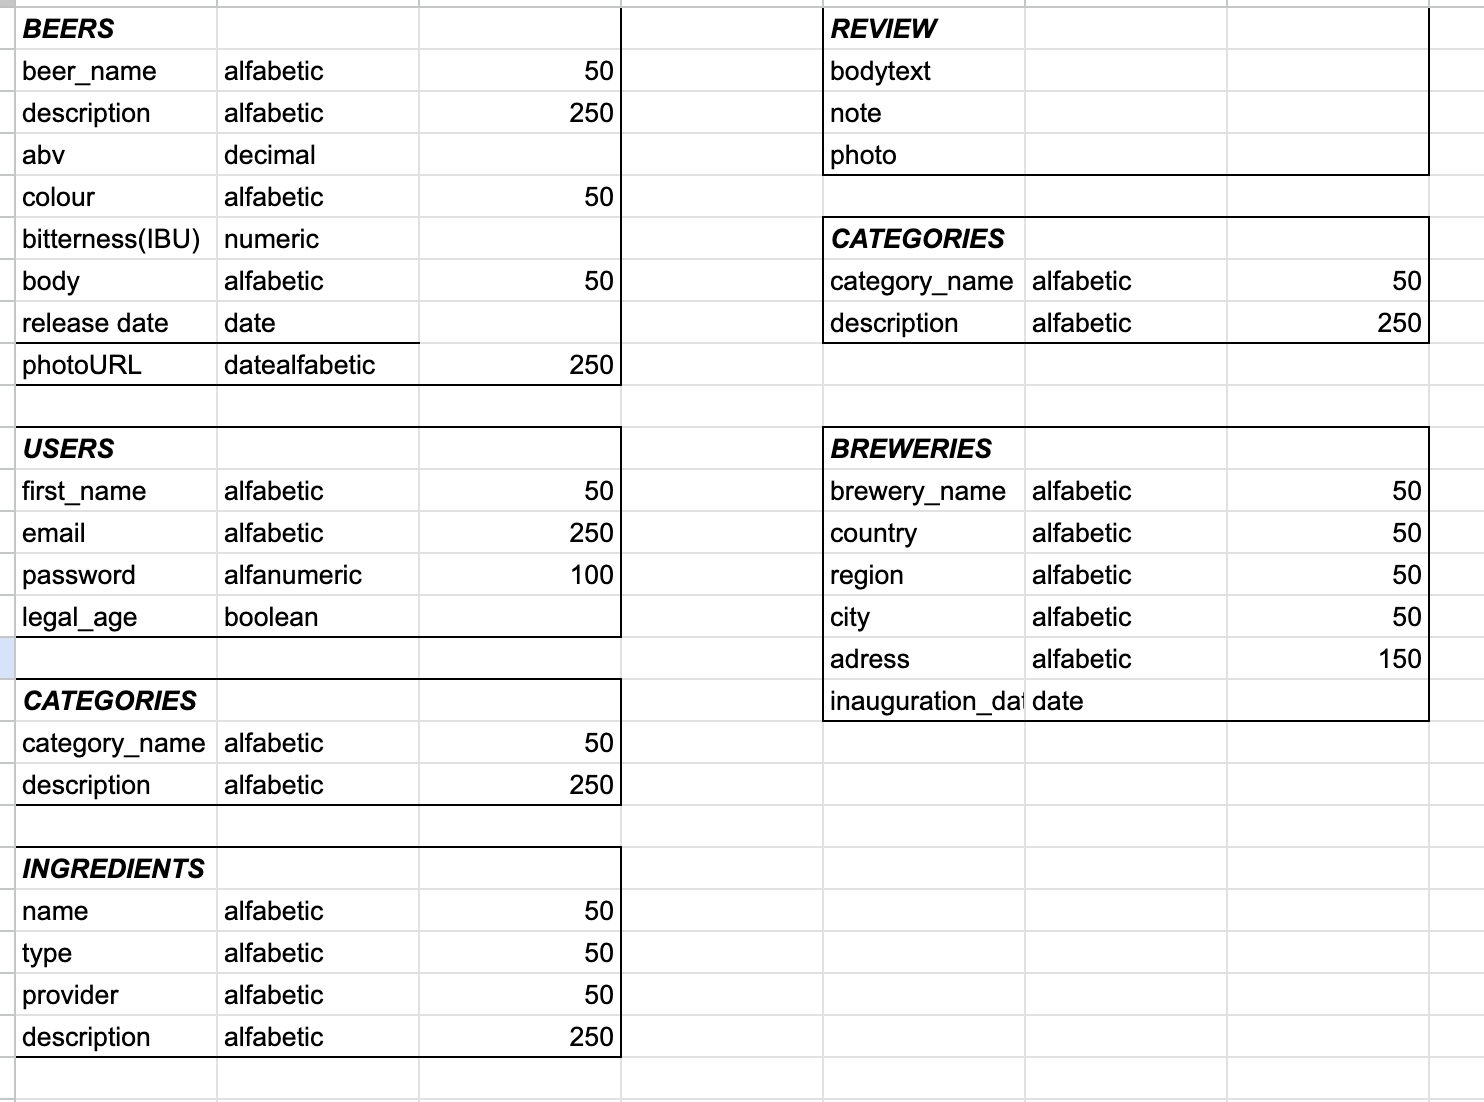 BEERS
beer_name alfabetic 50
description alfabetic 250
abv decimal
colour alfabetic 50
bitterness(IBU) numeric
body alfabetic 50
release date date
photoURL datealfabetic 250
USERS
first_name alfabetic 50
email alfabetic 250
password alfanumeric 100
legal_age boolean
CATEGORIES
category_name alfabetic 50
description alfabetic 250
INGREDIENTS
name alfabetic 50
type alfabetic 50
provider alfabetic 50
description alfabetic 250
REVIEW
bodytext
note
photo
CATEGORIES
category_name alfabetic 50
description alfabetic 250
BREWERIES
brewery_name alfabetic 50
country alfabetic 50
region alfabetic 50
city alfabetic 50
adress alfabetic 150
inauguration_dat date